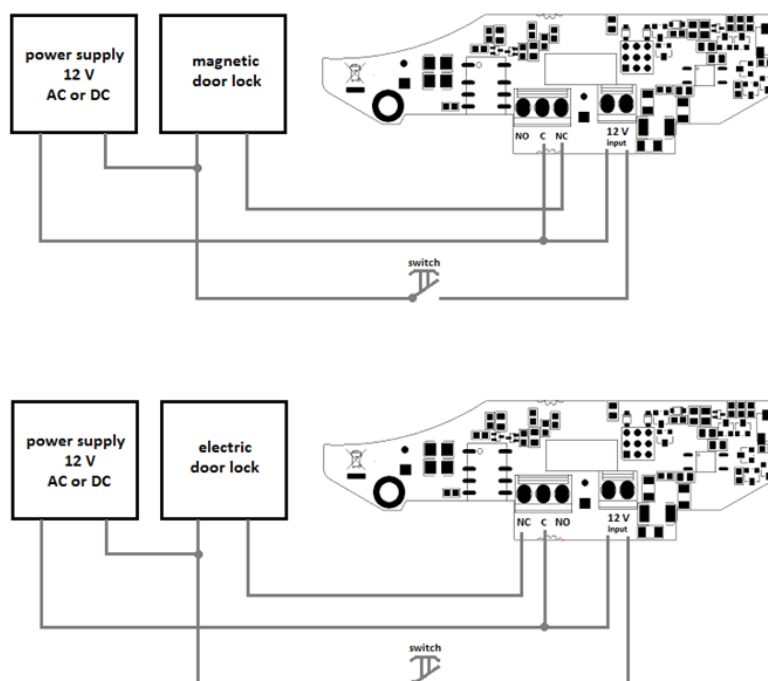 power supply
12 V
AC or DC
magnetic
door lock
NO C NC
12 V
input
switch
power supply
12 V
AC or DC
electric
door lock
NC C NO
12 V
input
switch